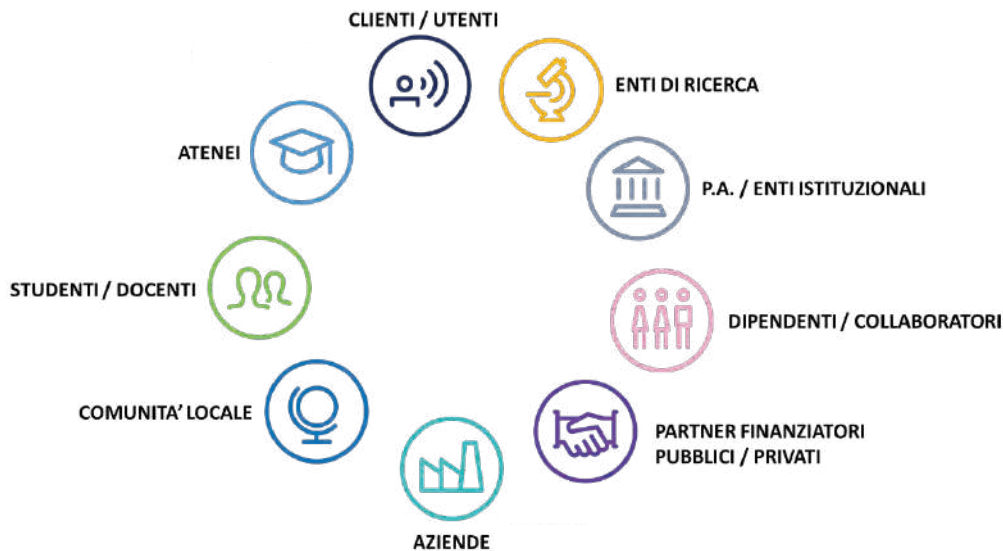 CLIENTI / UTENTI
ENTI DI RICERCA
ATENEI
P.A. / ENTI ISTITUZIONALI
STUDENTI / DOCENTI
DIPENDENTI / COLLABORATORI
COMUNITA' LOCALE
PARTNER FINANZIATORI
PUBBLICI / PRIVATI
AZIENDE